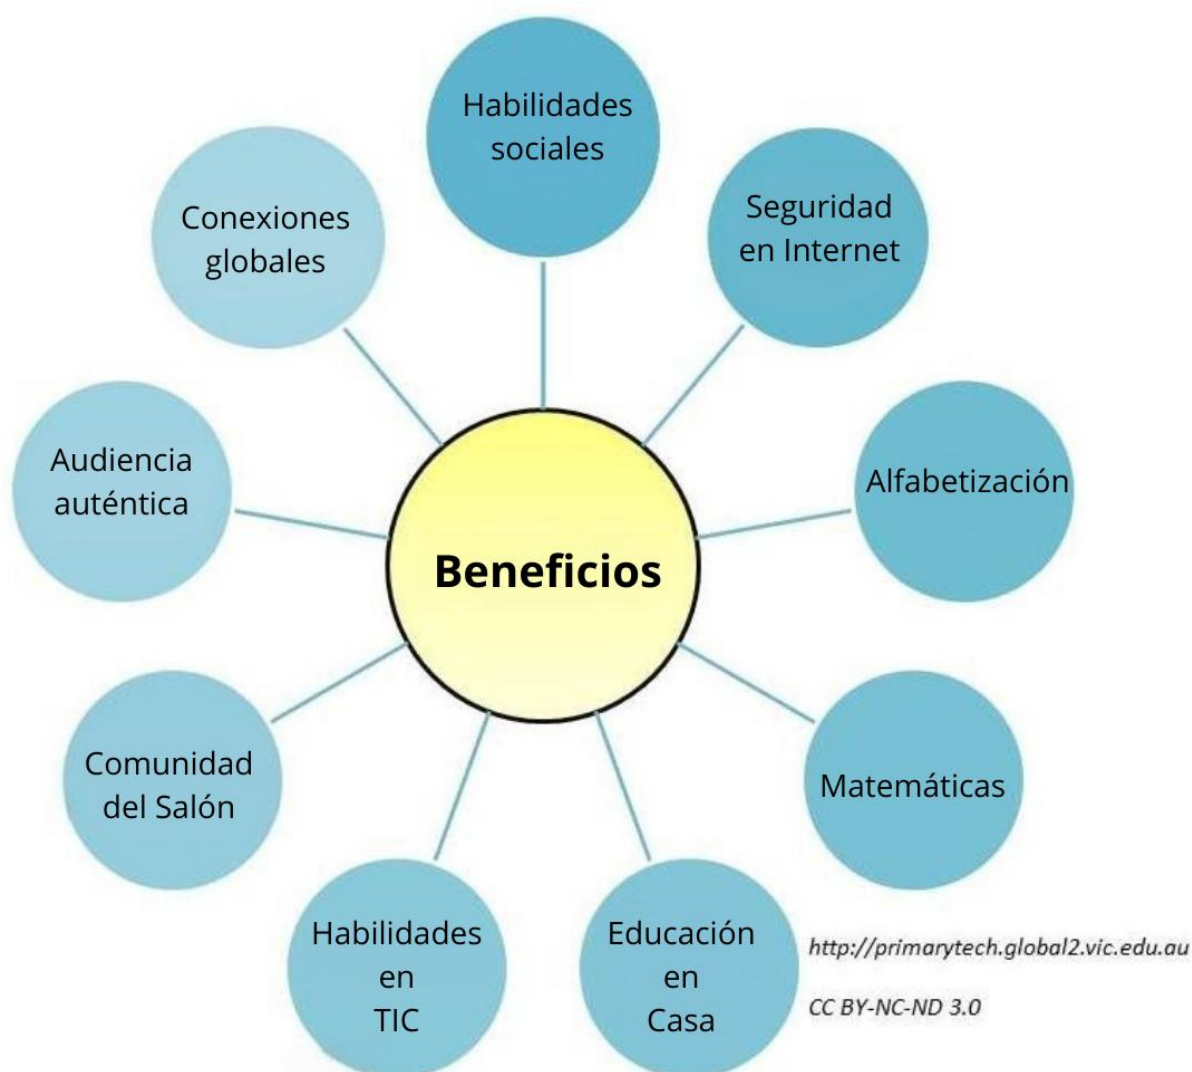 Habilidades
sociales
Seguridad
en Internet
Alfabetización
Matemáticas
Educación
en
Casa
Habilidades
en
TIC
Comunidad
del Salón
Audiencia
auténtica
Conexiones
globales
Beneficios
http://primarytech.global2.vic.edu.au
CC BY-NC-ND 3.0